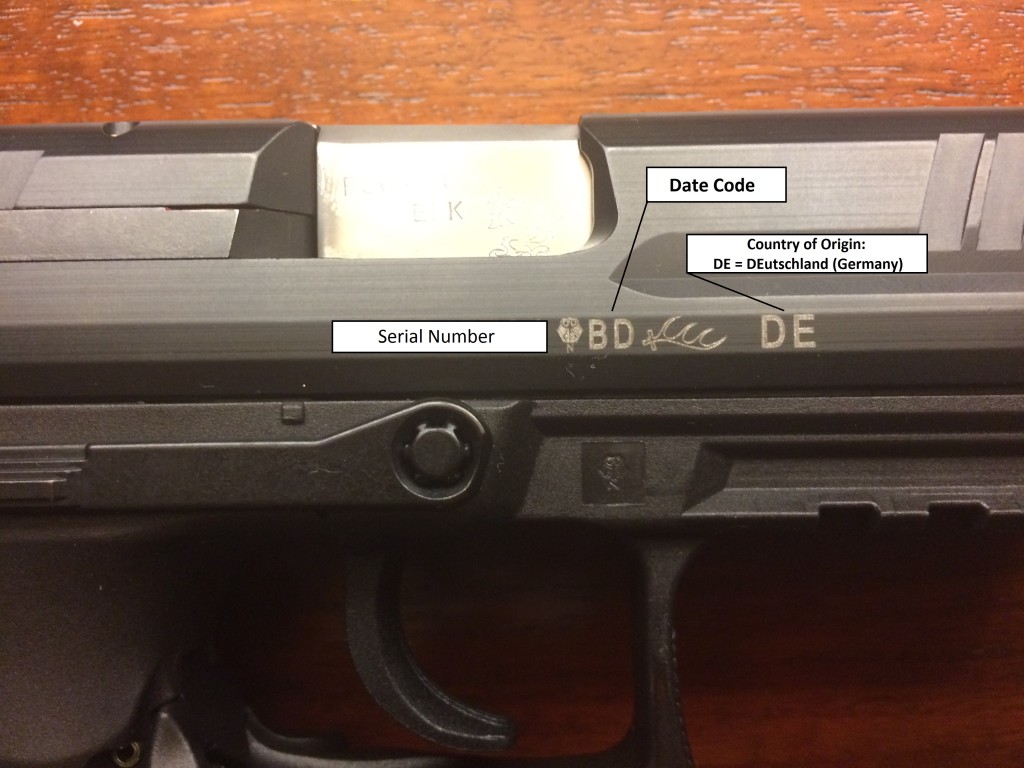 Date Code
Country of Origin:
DE = DEutschland (Germany)
Serial Number
BD
DE